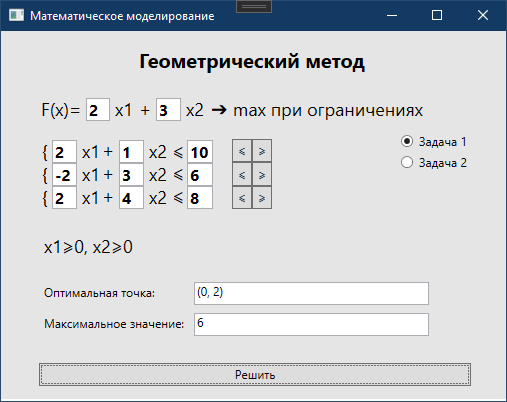 Математическое моделирование
Геометрический метод
F(x)= 2 x1 + 3 x2 ➔ max при ограничениях
{ 2 x1+ 1 x2 ⩽ 10 ⩽ ⩾ Задача 1
{ -2 x1+ 3 x2 ⩽ 6 ⩽ ⩾ Задача 2
{ 2 x1+ 4 x2 ⩽ 8 ⩽ ⩾
x1⩾0, x2⩾0
Оптимальная точка: (0, 2)
Максимальное значение: 6
Решить